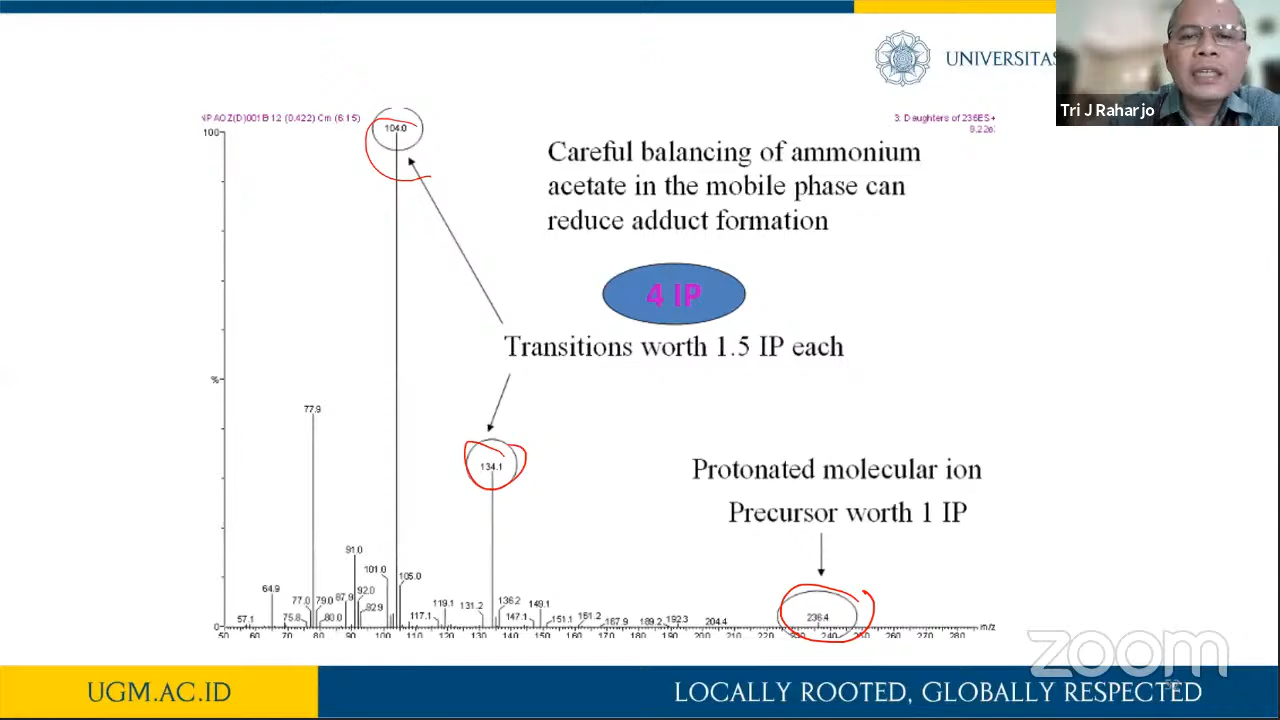 UNIVERSITAS
Tri J Raharjo
NPAOZ(D)001B 12 (0.422) Cm (6:15)
3: Daughters of 236ES+
100
104.0
Careful balancing of ammonium
acetate in the mobile phase can
reduce adduct formation
4 IP
Transitions worth 1.5 IP each
%
77.9
134.1
Protonated molecular ion
Precursor worth 1 IP
91.0
101.0
105.0
64.9
77.0
79.0
87.9
92.0
92.9
119.1
131.2
136.2
149.1
57.1
75.8
80.0
117.1
147.1
151.1
161.2
167.9
189.2
192.3
204.4
236.4
0
50 60 70 80 90 100 110 120 130 140 150 160 170 180 190 200 210 220 230 240 250 260 270 280 m/z
zoom
UGM.AC.ID
LOCALLY ROOTED, GLOBALLY RESPECTED